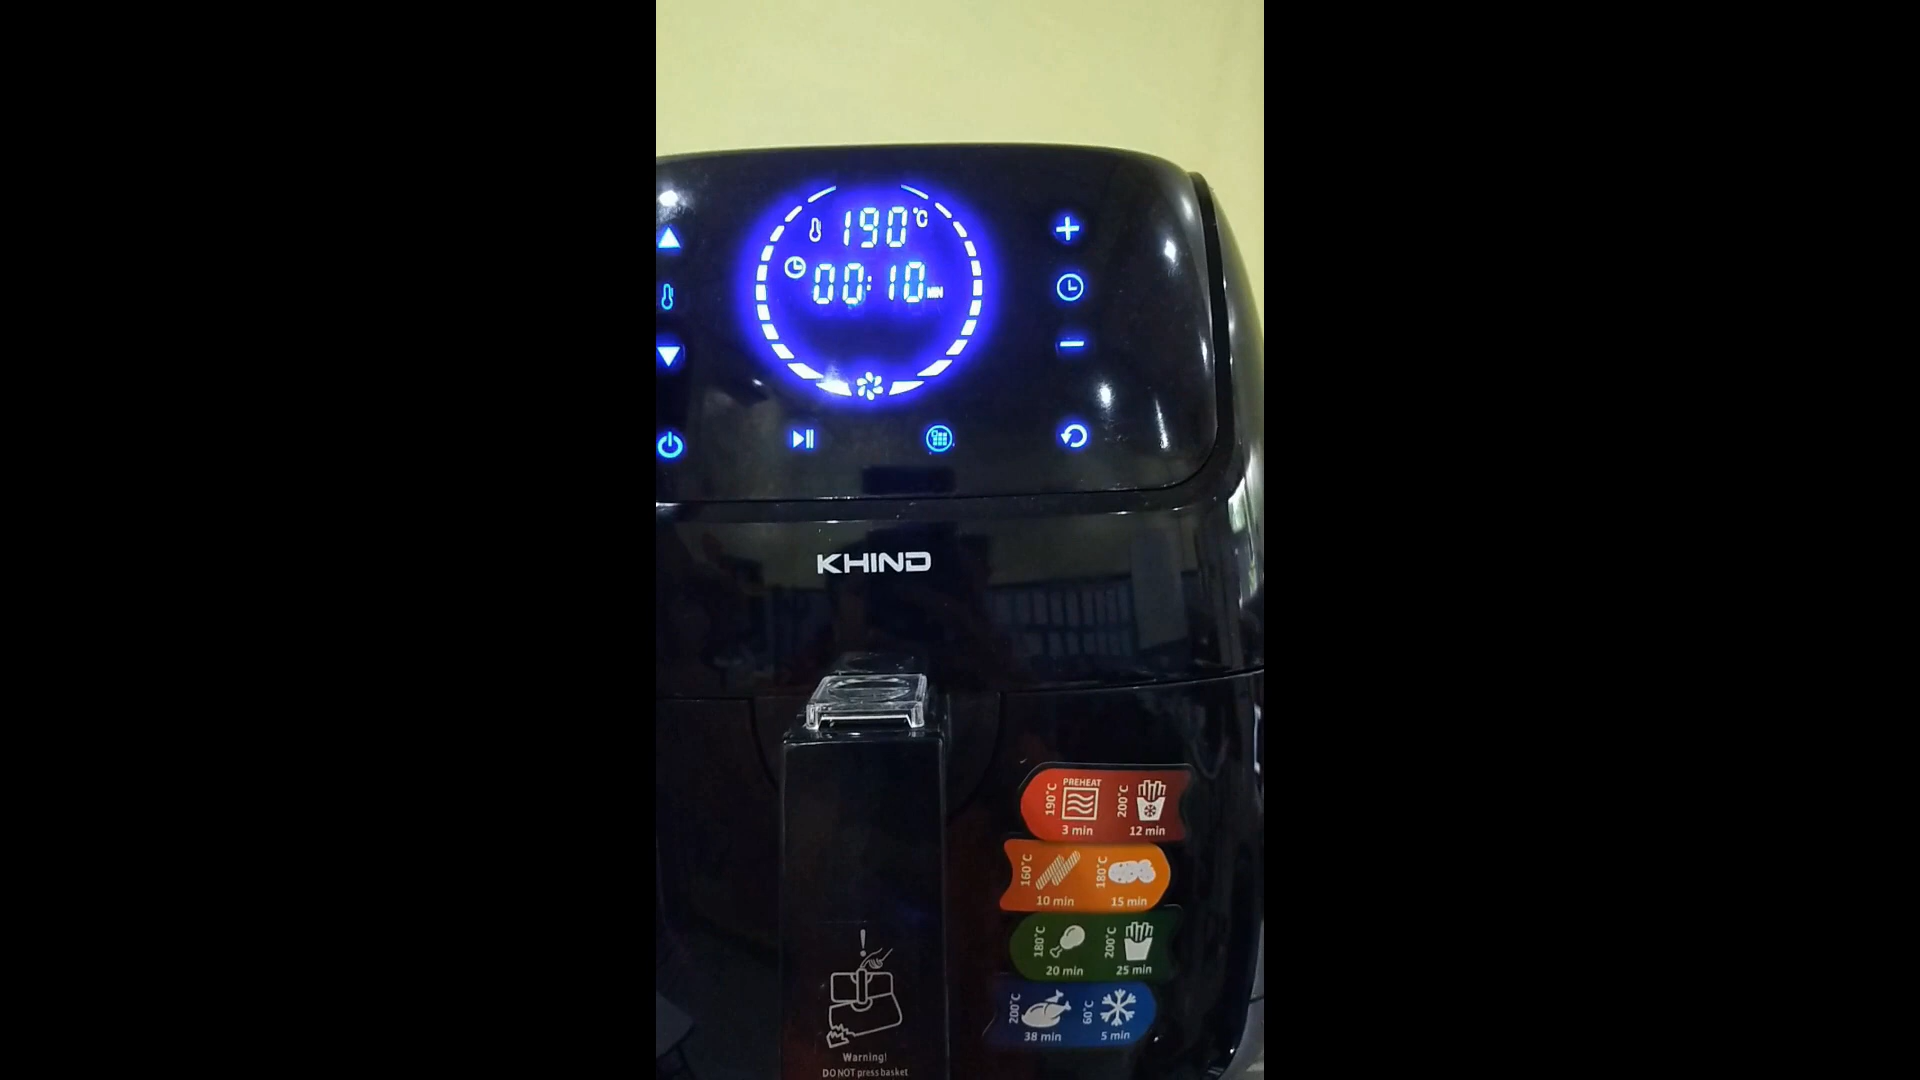 190°C
00:10 MIN
KHIND
PREHEAT
190°C
200°C
3 min
12 min
160°C
180°C
10 min
15 min
180°C
200°C
20 min
25 min
200°C
60°C
38 min
5 min
!
Warning!
DO NOT press basket